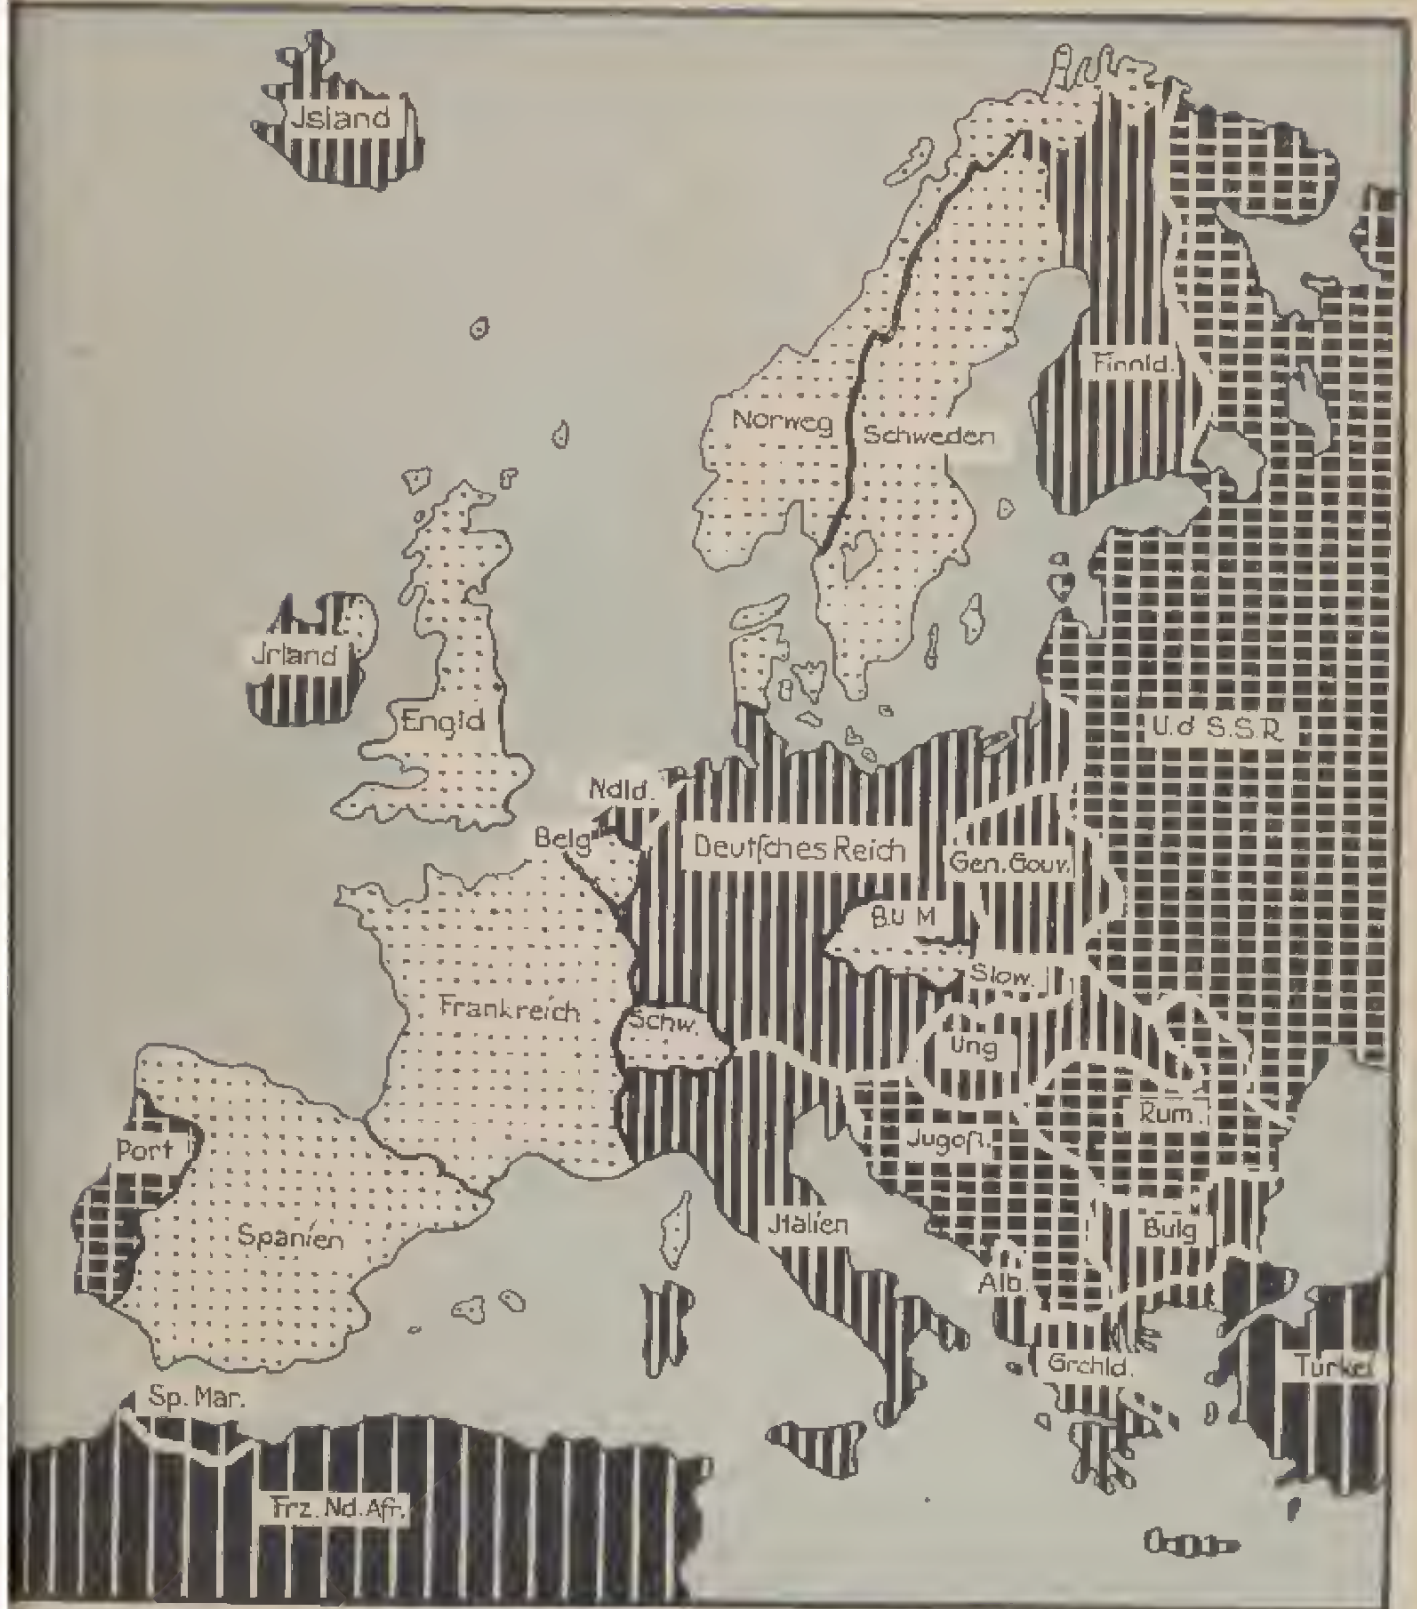 Jsland
Finnld.
Norweg
Schweden
Jrland
Engld
U.d S.S.R
Ndld.
Belg
Deutſches Reich
Gen. Gouv.
B.u M
Slow.
Frankreich
Schw.
Ung
Rum.
Port
Jugoſl.
Spanien
Jtalien
Bulg
Alb.
Grchld.
Türkei
Sp. Mar.
Frz. Nd. Afr.